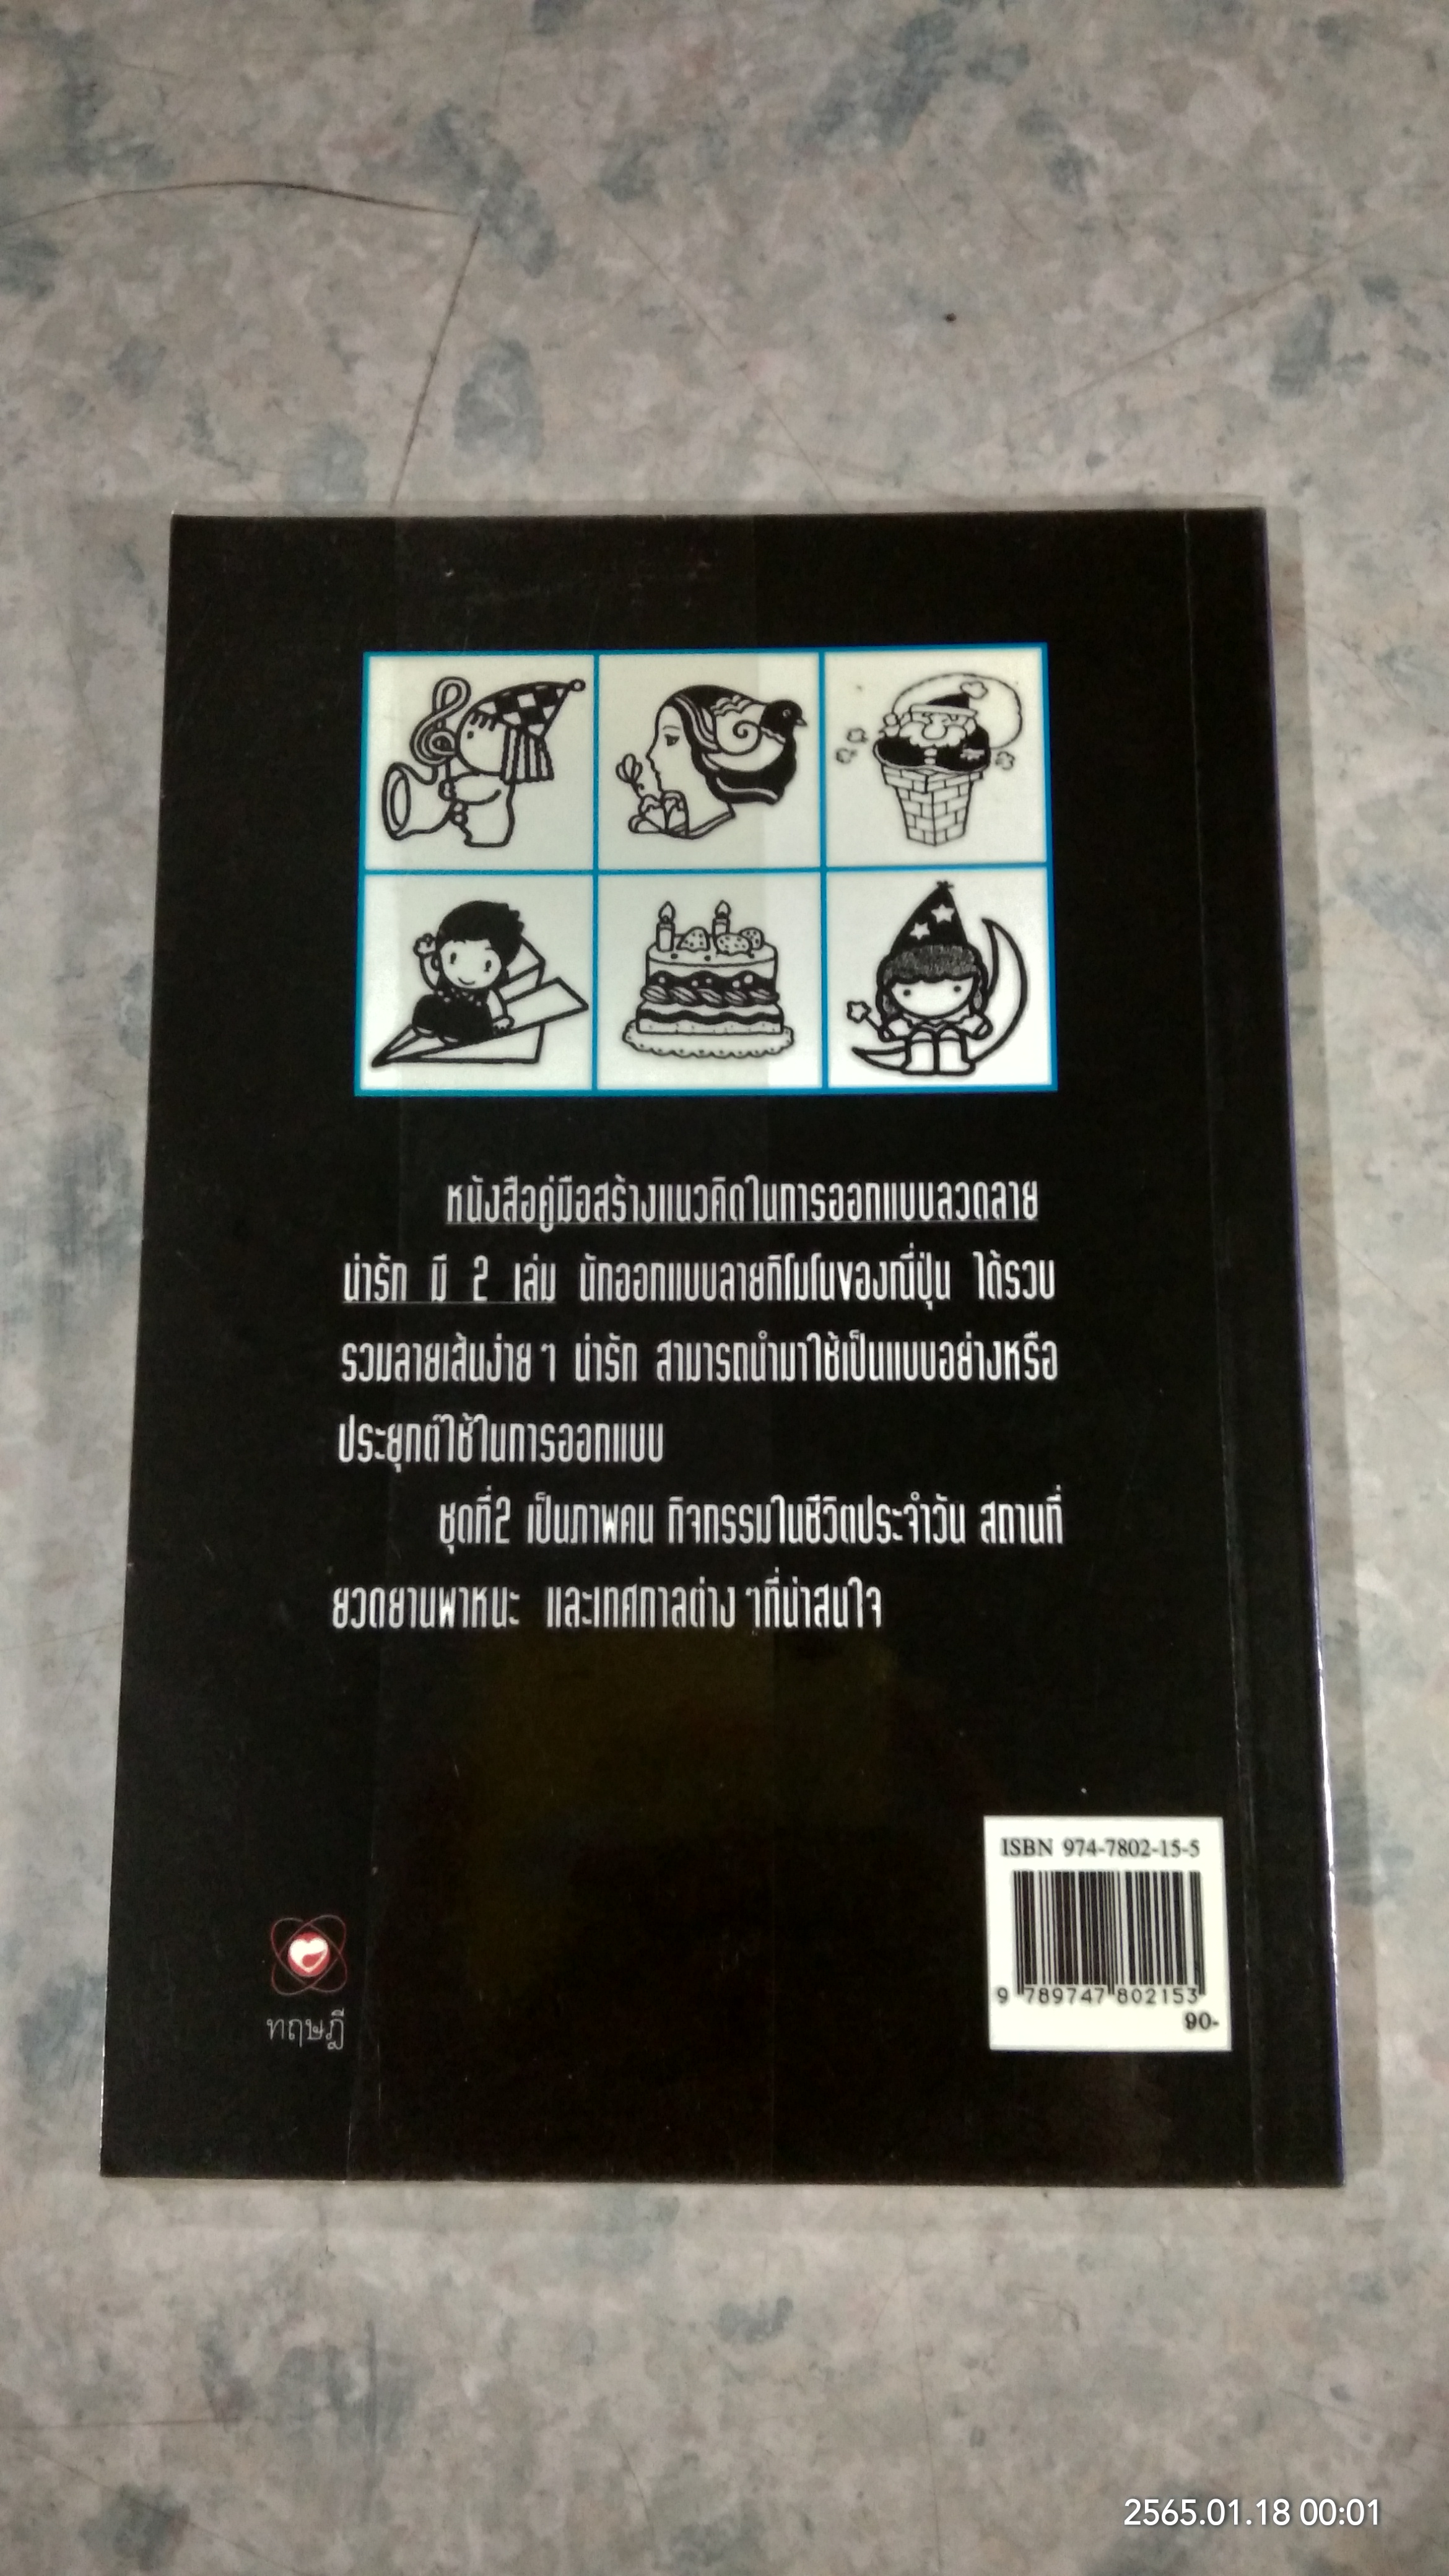 หนังสือคู่มือสร้างแนวคิดในการออกแบบลวดลาย
น่ารัก มี 2 เล่ม นักออกแบบลายกิโมโนของญี่ปุ่น ได้รวบ
รวมลายเส้นง่าย ๆ น่ารัก สามารถนำมาใช้เป็นแบบอย่างหรือ
ประยุกต์ใช้ในการออกแบบ
ชุดที่2 เป็นภาพคน กิจกรรมในชีวิตประจำวัน สถานที่
ยวดยานพาหนะ และเทศกาลต่าง ๆที่น่าสนใจ
ISBN 974-7802-15-5
9 789747 802153
90-
ทฤษฎี
2565.01.18 00:01